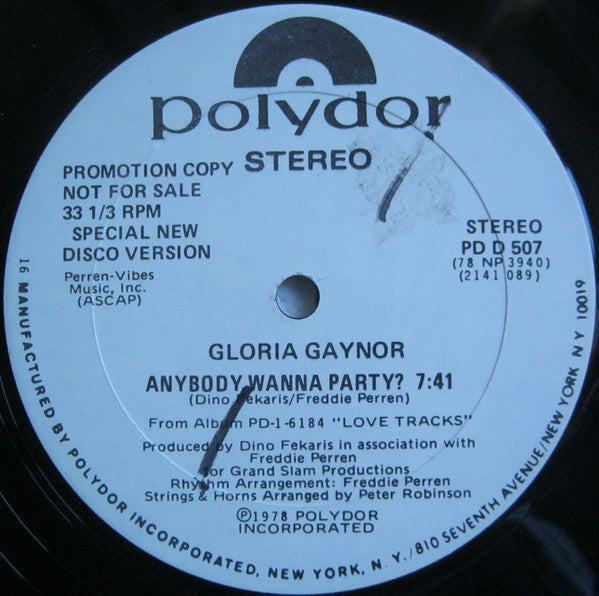 polydor
PROMOTION COPY STEREO
NOT FOR SALE
33 1/3 RPM
SPECIAL NEW
DISCO VERSION
Perren-Vibes
Music, Inc.
(ASCAP)
STEREO
PD D 507
(78 NP 3940)
(2141 089)
GLORIA GAYNOR
ANYBODY WANNA PARTY? 7:41
(Dino Fekaris/Freddie Perren)
From Album PD-1-6184 "LOVE TRACKS"
Produced by Dino Fekaris in association with
Freddie Perren
for Grand Slam Productions
Rhythm Arrangement: Freddie Perren
Strings & Horns Arranged by Peter Robinson
Ⓟ1978 POLYDOR
INCORPORATED
16 MANUFACTURED BY POLYDOR INCORPORATED, NEW YORK, N. Y./810 SEVENTH AVENUE/NEW YORK N Y 10019